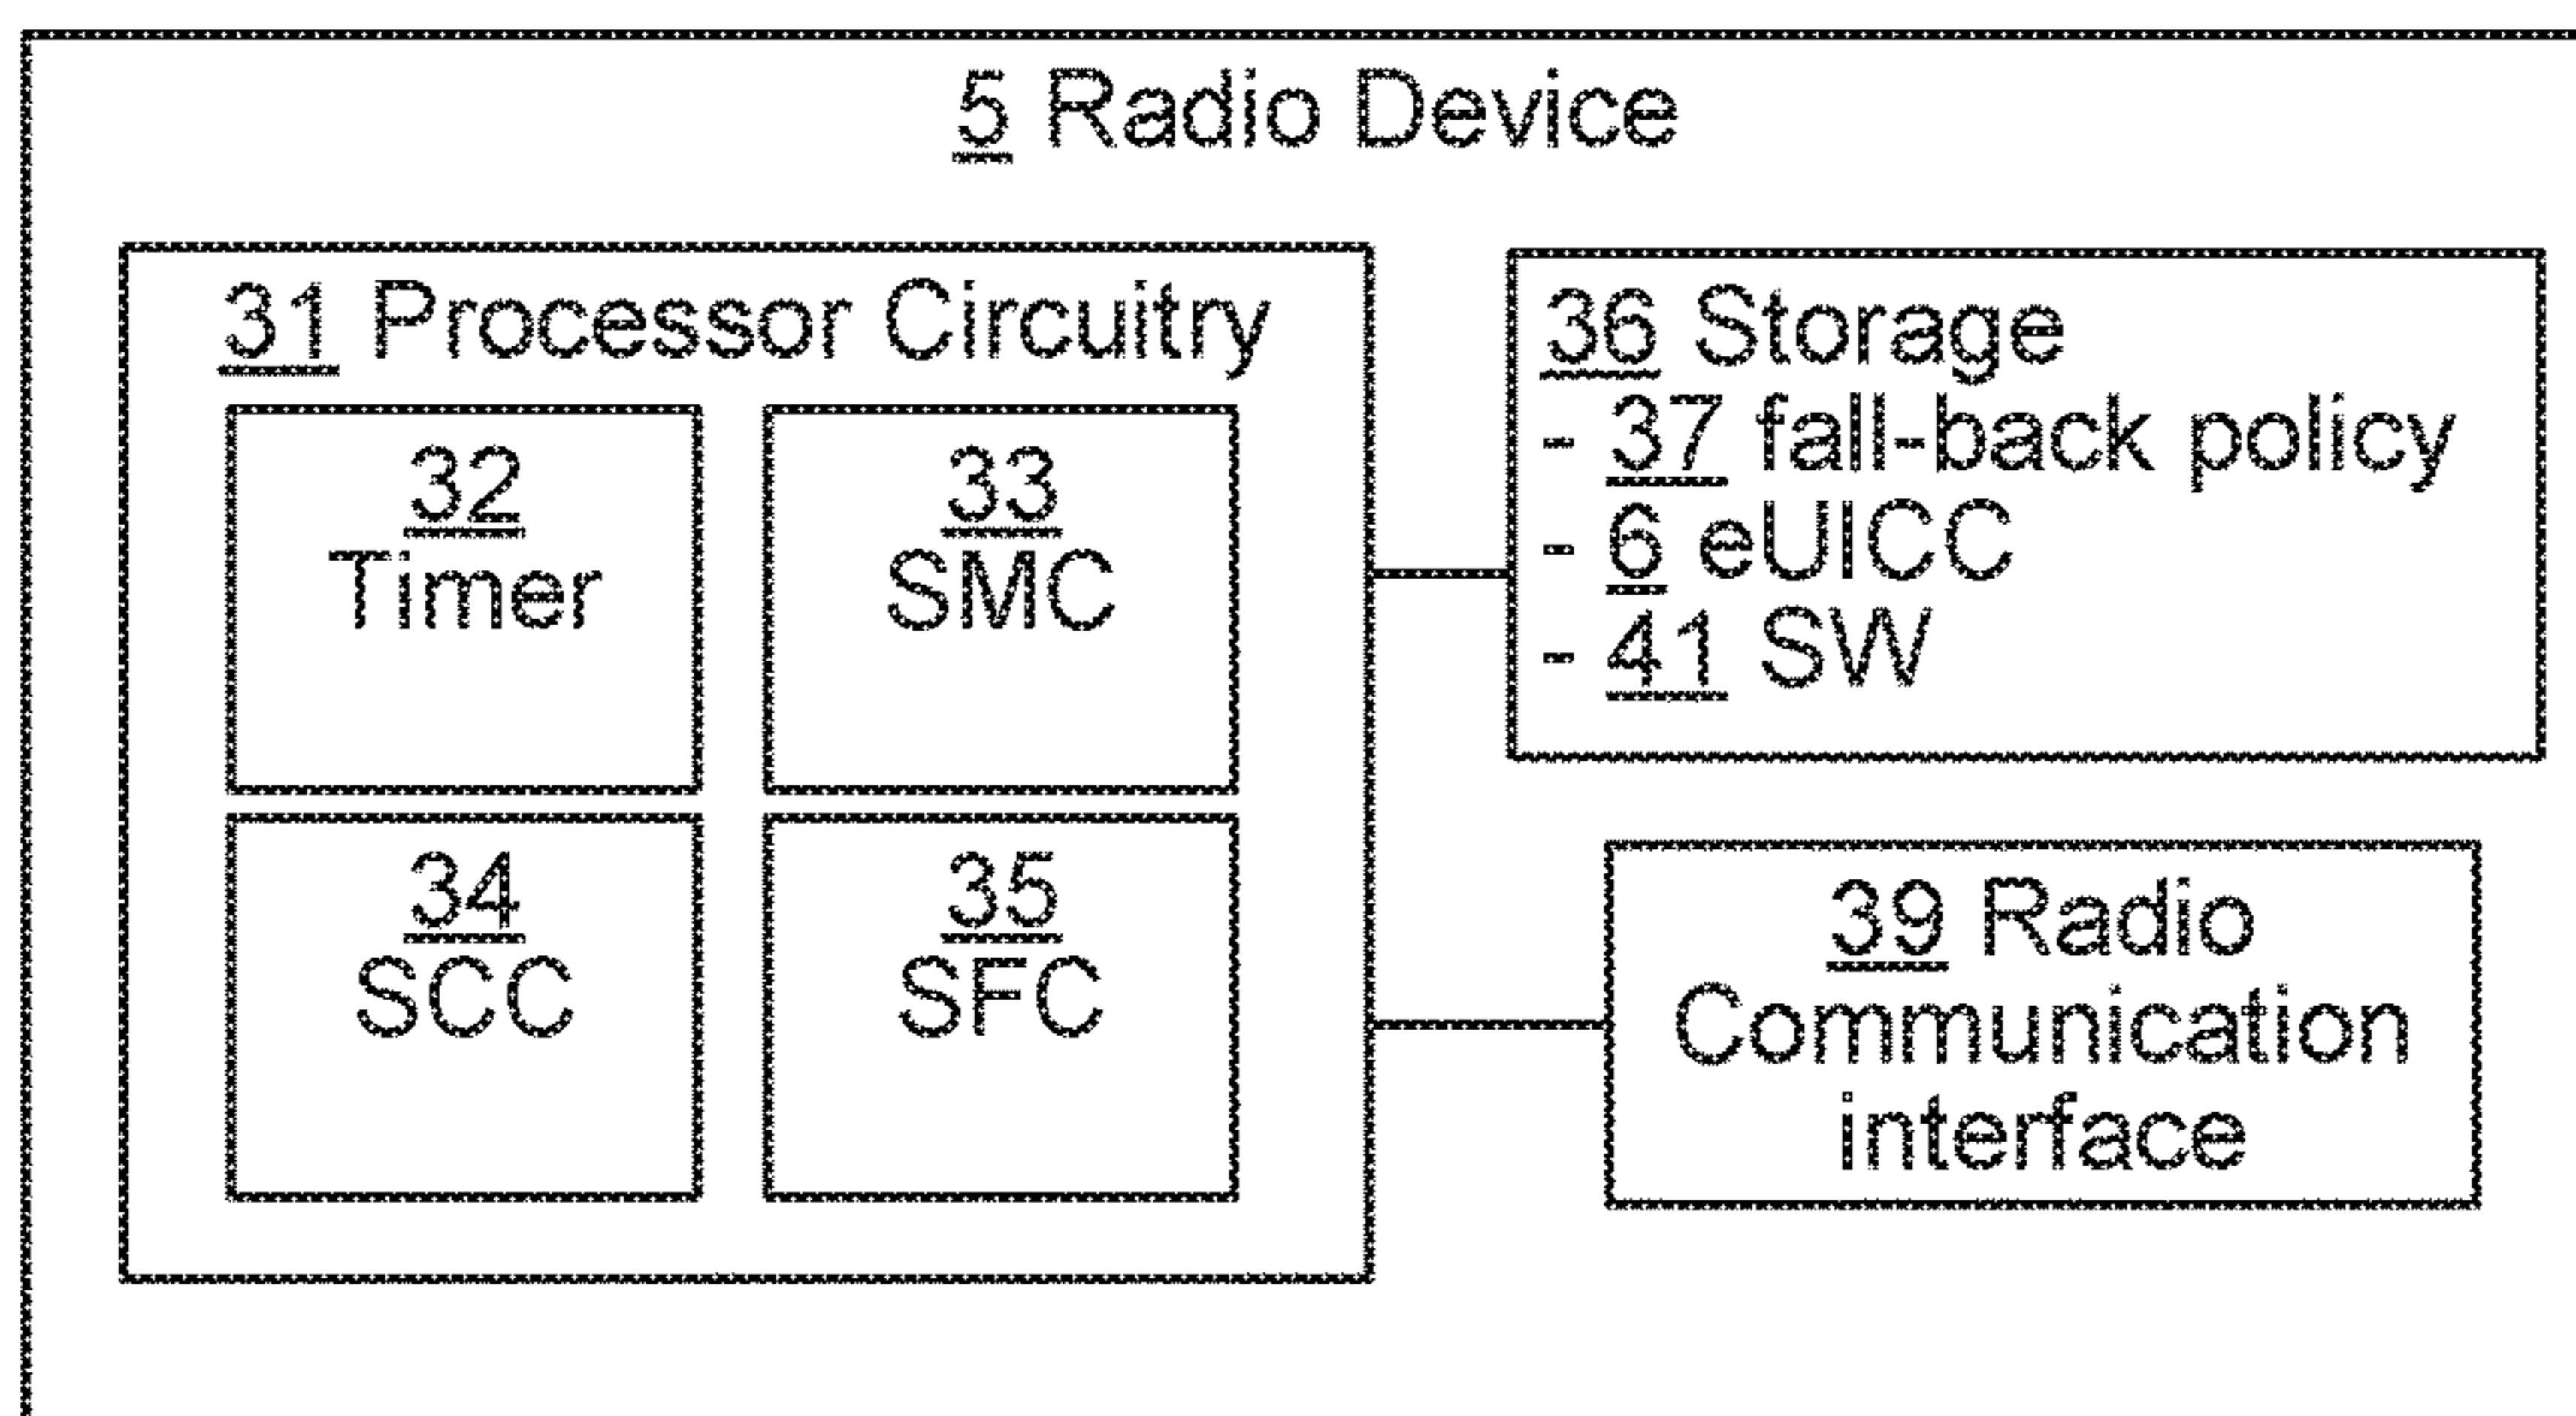 5 Radio Device
31 Processor Circuitry
32
Timer
33
SMC
34
SCC
35
SFC
36 Storage
- 37 fall-back policy
- 6 eUICC
- 41 SW
39 Radio
Communication
interface